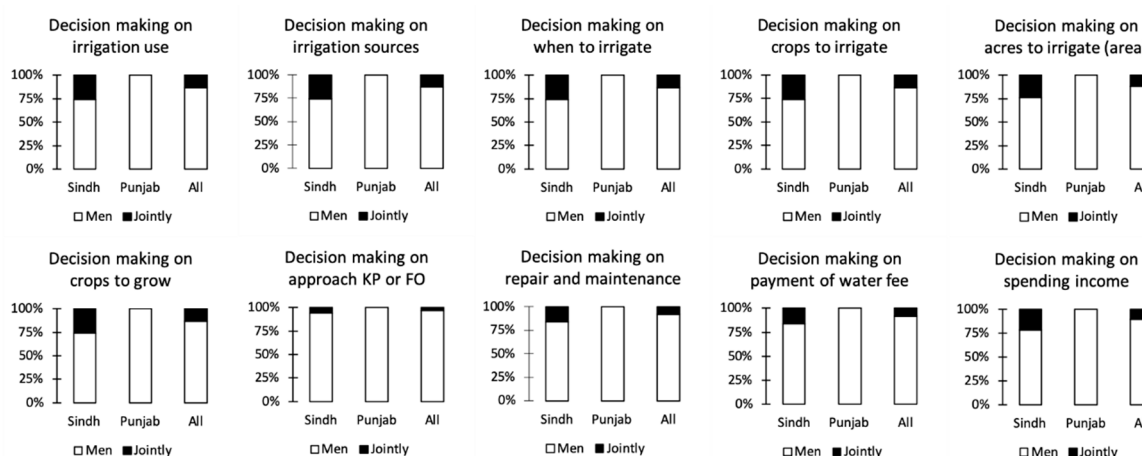 Decision making on
irrigation use
100%
75%
50%
25%
0%
Sindh Punjab All
□ Men ■ Jointly
Decision making on
irrigation sources
100%
75%
50%
25%
0%
Sindh Punjab All
□ Men ■ Jointly
Decision making on
when to irrigate
100%
75%
50%
25%
0%
Sindh Punjab All
□ Men ■ Jointly
Decision making on
crops to irrigate
100%
75%
50%
25%
0%
Sindh Punjab All
□ Men ■ Jointly
Decision making on
acres to irrigate (area
100%
75%
50%
25%
0%
Sindh Punjab A
□ Men ■ Jointly
Decision making on
crops to grow
100%
75%
50%
25%
0%
Sindh Punjab All
□ Men ■ Jointly
Decision making on
approach KP or FO
100%
75%
50%
25%
0%
Sindh Punjab All
□ Men ■ Jointly
Decision making on
repair and maintenance
100%
75%
50%
25%
0%
Sindh Punjab All
□ Men ■ Jointly
Decision making on
payment of water fee
100%
75%
50%
25%
0%
Sindh Punjab All
□ Men ■ Jointly
Decision making on
spending income
100%
75%
50%
25%
0%
Sindh Punjab A
□ Men ■ Jointly